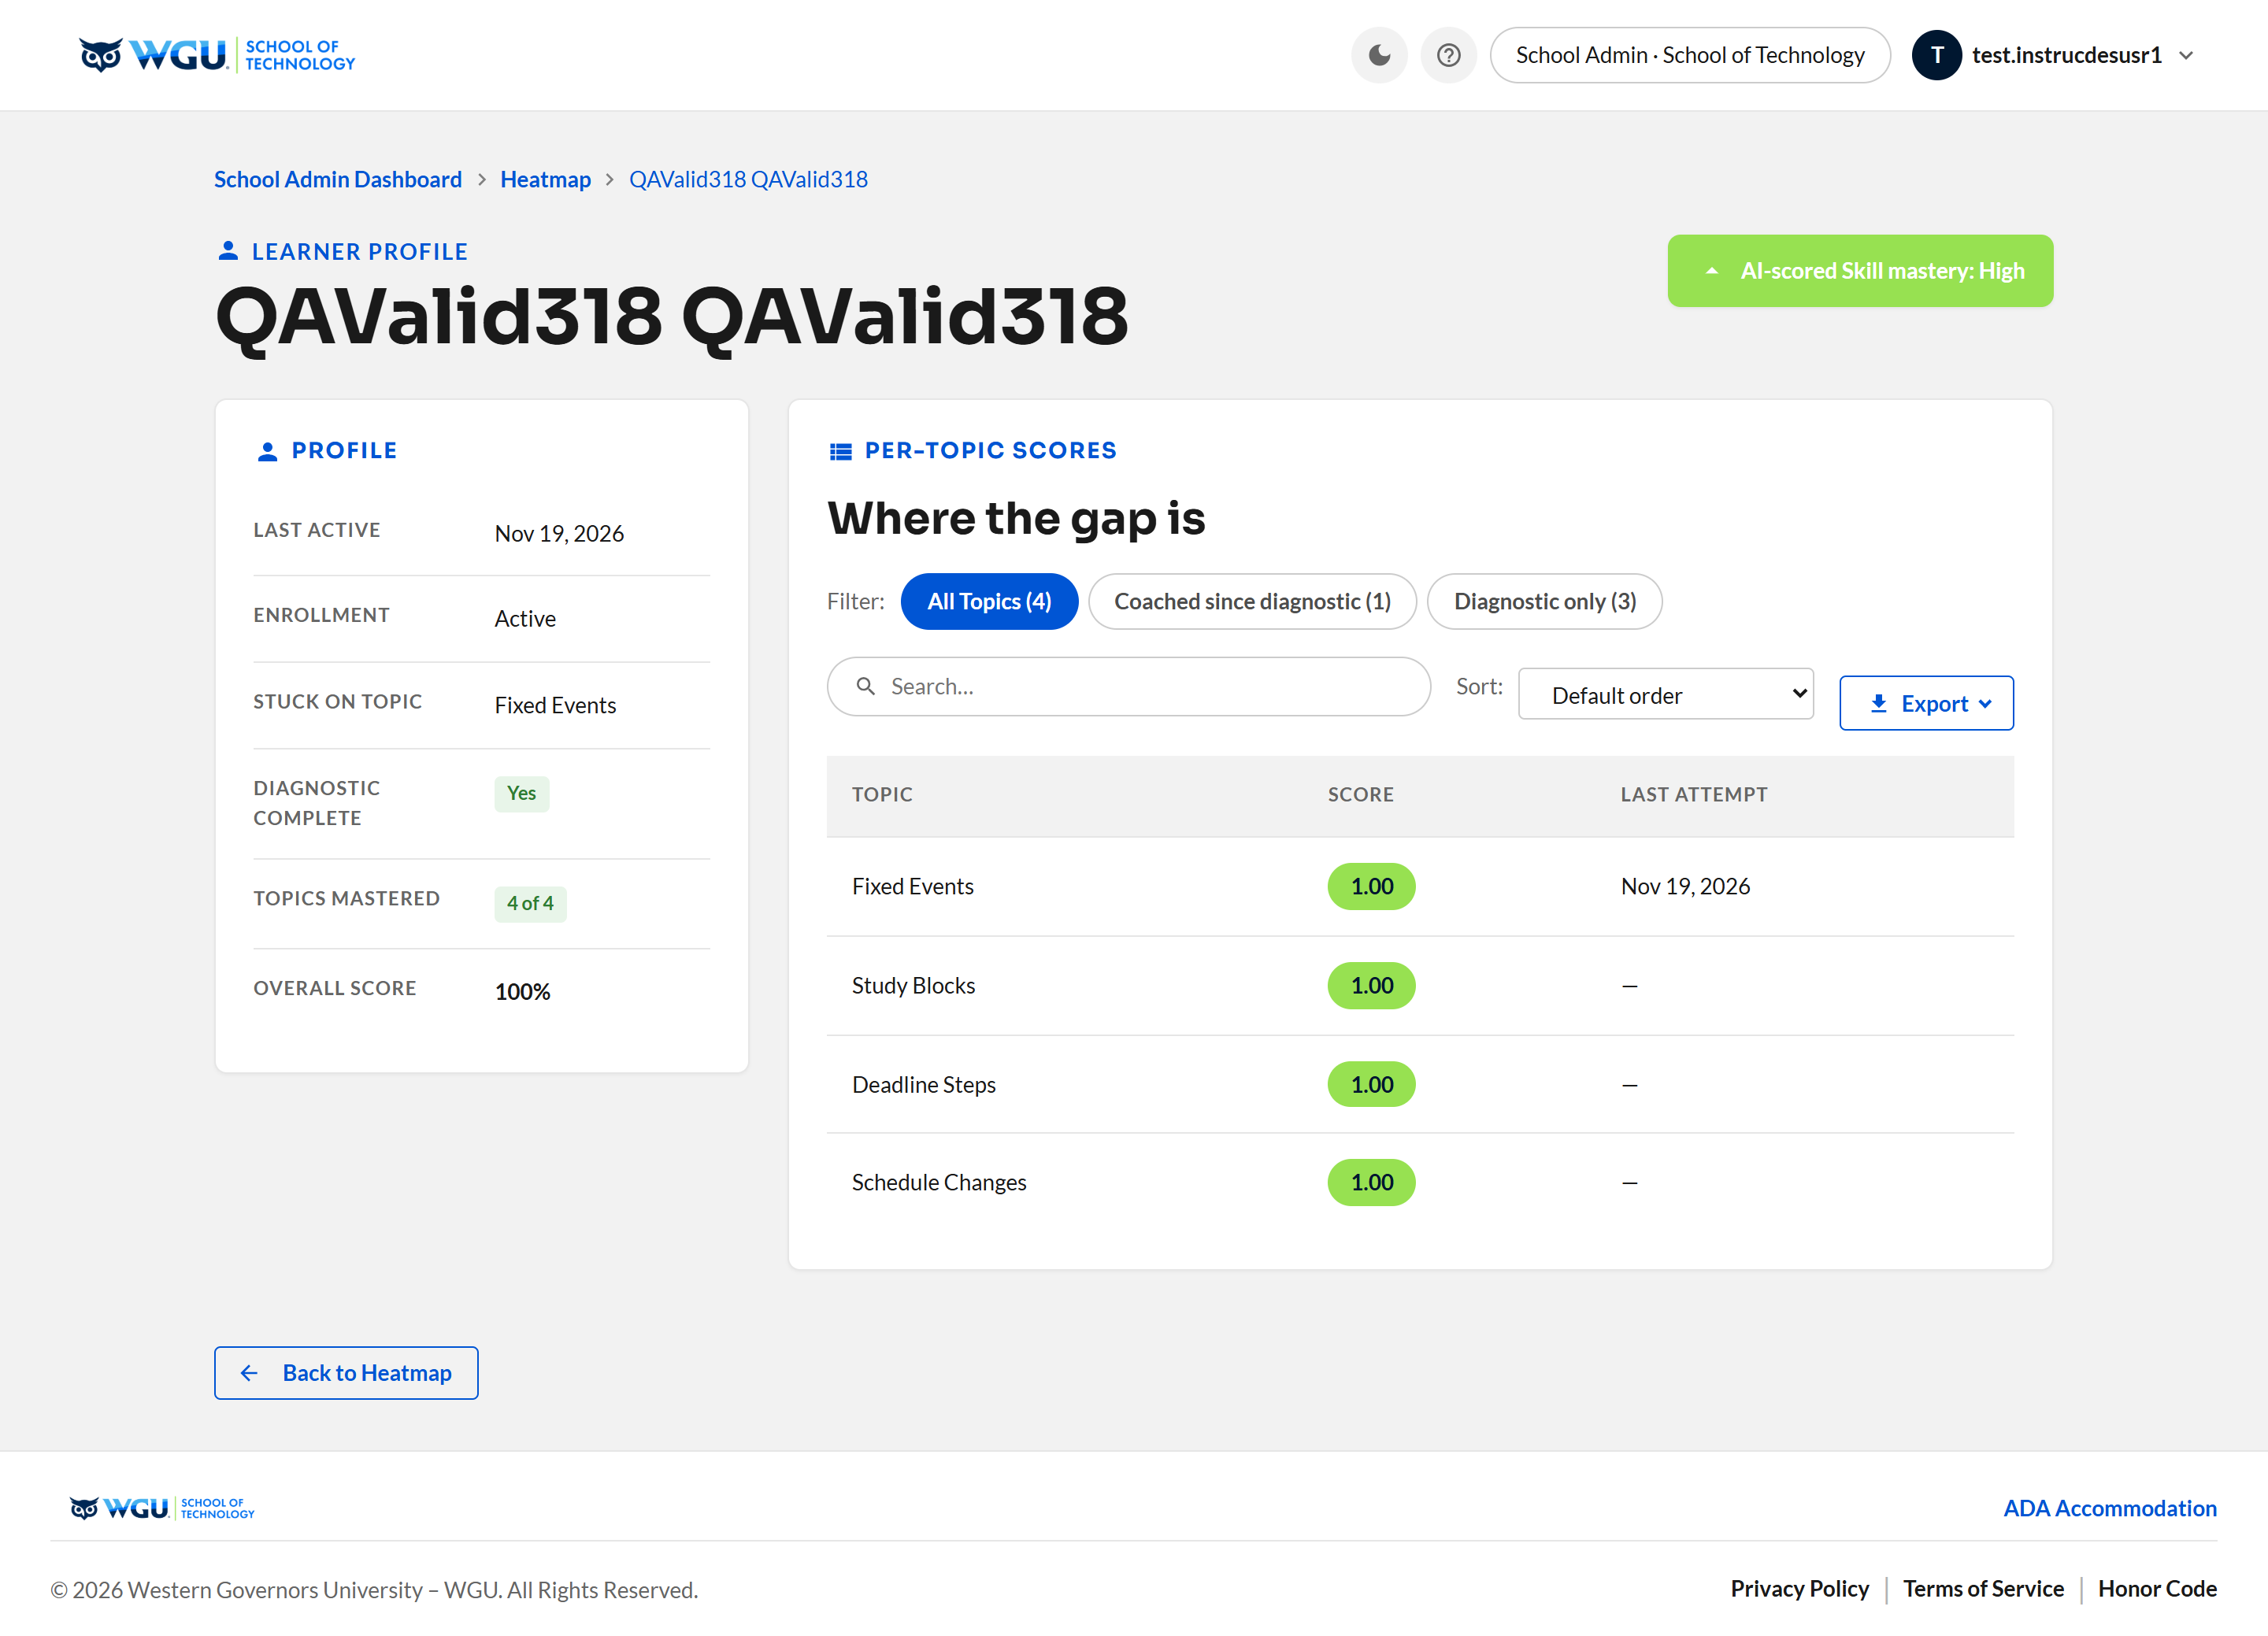 WGU. SCHOOL OF TECHNOLOGY
School Admin · School of Technology
T test.instrucdesusr1
School Admin Dashboard > Heatmap > QAValid318 QAValid318
LEARNER PROFILE
QAValid318 QAValid318
AI-scored Skill mastery: High
PROFILE
LAST ACTIVE Nov 19, 2026
ENROLLMENT Active
STUCK ON TOPIC Fixed Events
DIAGNOSTIC COMPLETE Yes
TOPICS MASTERED 4 of 4
OVERALL SCORE 100%
PER-TOPIC SCORES
Where the gap is
Filter: All Topics (4) Coached since diagnostic (1) Diagnostic only (3)
Search... Sort: Default order Export
TOPIC SCORE LAST ATTEMPT
Fixed Events 1.00 Nov 19, 2026
Study Blocks 1.00 —
Deadline Steps 1.00 —
Schedule Changes 1.00 —
Back to Heatmap
WGU. SCHOOL OF TECHNOLOGY
ADA Accommodation
© 2026 Western Governors University – WGU. All Rights Reserved.
Privacy Policy | Terms of Service | Honor Code